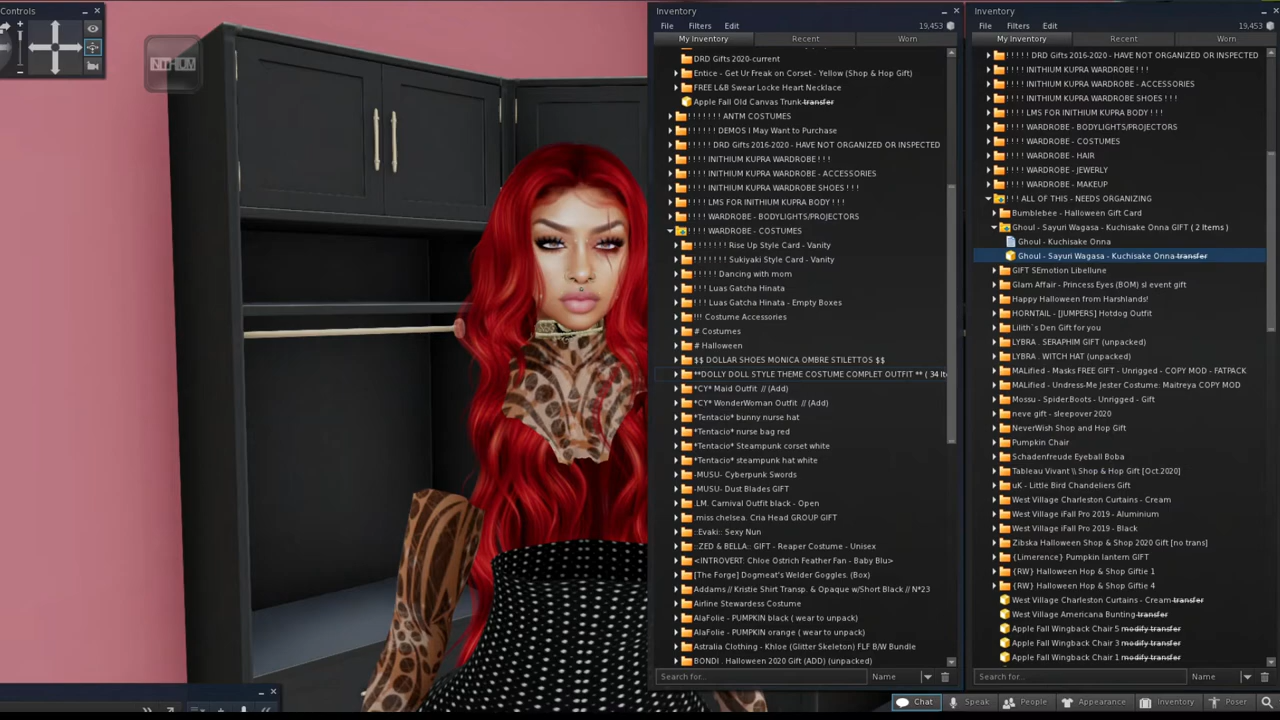 Controls
INITHIUM
Inventory
File Filters Edit 19,453
My Inventory Recent Worn
DRD Gifts 2020-current
Entice - Get Ur Freak on Corset - Yellow (Shop & Hop Gift)
FREE L&B Swear Locke Heart Necklace
Apple Fall Old Canvas Trunk transfer
! ! ! ! ! ! ! ANTM COSTUMES
! ! ! ! ! ! DEMOS I May Want to Purchase
! ! ! ! ! DRD Gifts 2016-2020 - HAVE NOT ORGANIZED OR INSPECTED
! ! ! ! INITHIUM KUPRA WARDROBE ! ! !
! ! ! ! INITHIUM KUPRA WARDROBE - ACCESSORIES
! ! ! ! INITHIUM KUPRA WARDROBE SHOES ! ! !
! ! ! ! LMS FOR INITHIUM KUPRA BODY ! ! !
! ! ! ! WARDROBE - BODYLIGHTS/PROJECTORS
! ! ! ! WARDROBE - COSTUMES
! ! ! ! ! ! ! Rise Up Style Card - Vanity
! ! ! ! ! ! ! Sukiyaki Style Card - Vanity
! ! ! ! ! Dancing with mom
! ! ! Luas Gatcha Hinata
! ! ! Luas Gatcha Hinata - Empty Boxes
!!! Costume Accessories
# Costumes
# Halloween
$$ DOLLAR SHOES MONICA OMBRE STILETTOS $$
**DOLLY DOLL STYLE THEME COSTUME COMPLET OUTFIT ** ( 34 Ite
*CY* Maid Outfit // (Add)
*CY* WonderWoman Outfit // (Add)
*Tentacio* bunny nurse hat
*Tentacio* nurse bag red
*Tentacio* Steampunk corset white
*Tentacio* steampunk hat white
-MUSU- Cyberpunk Swords
-MUSU- Dust Blades GIFT
.LM. Carnival Outfit black - Open
.miss chelsea. Cria Head GROUP GIFT
::Evaki:: Sexy Nun
::ZED & BELLA:: GIFT - Reaper Costume - Unisex
<INTROVERT. Chloe Ostrich Feather Fan - Baby Blu>
[The Forge] Dogmeat's Welder Goggles. (Box)
Addams // Kristie Shirt Transp. & Opaque w/Short Black // N*23
Airline Stewardess Costume
AlaFolie - PUMPKIN black ( wear to unpack)
AlaFolie - PUMPKIN orange ( wear to unpack)
Astralia Clothing - Khloe (Glitter Skeleton) FLF B/W Bundle
BONDI . Halloween 2020 Gift (ADD) (unpacked)
Search for... Name
Inventory
File Filters Edit 19,453
My Inventory Recent Worn
! ! ! ! ! DRD Gifts 2016-2020 - HAVE NOT ORGANIZED OR INSPECTED
! ! ! ! INITHIUM KUPRA WARDROBE ! ! !
! ! ! ! INITHIUM KUPRA WARDROBE - ACCESSORIES
! ! ! ! INITHIUM KUPRA WARDROBE SHOES ! ! !
! ! ! ! LMS FOR INITHIUM KUPRA BODY ! ! !
! ! ! ! WARDROBE - BODYLIGHTS/PROJECTORS
! ! ! ! WARDROBE - COSTUMES
! ! ! ! WARDROBE - HAIR
! ! ! ! WARDROBE - JEWERLY
! ! ! ! WARDROBE - MAKEUP
! ! ! ALL OF THIS - NEEDS ORGANIZING
Bumblebee - Halloween Gift Card
Ghoul - Sayuri Wagasa - Kuchisake Onna GIFT ( 2 Items )
Ghoul - Kuchisake Onna
Ghoul - Sayuri Wagasa - Kuchisake Onna transfer
GIFT SEmotion Libellune
Glam Affair - Princess Eyes (BOM) sl event gift
Happy Halloween from Harshlands!
HORNTAIL - [JUMPERS] Hotdog Outfit
Lilith`s Den Gift for you
LYBRA . SERAPHIM GIFT (unpacked)
LYBRA . WITCH HAT (unpacked)
MALified - Masks FREE GIFT - Unrigged - COPY MOD - FATPACK
MALified - Undress-Me Jester Costume: Maitreya COPY MOD
Mossu - Spider.Boots - Unrigged - Gift
neve gift - sleepover 2020
NeverWish Shop and Hop Gift
Pumpkin Chair
Schadenfreude Eyeball Boba
Tableau Vivant \\ Shop & Hop Gift [Oct.2020]
uK - Little Bird Chandeliers Gift
West Village Charleston Curtains - Cream
West Village iFall Pro 2019 - Aluminium
West Village iFall Pro 2019 - Black
Zibska Halloween Shop & Shop 2020 Gift [no trans]
{Limerence} Pumpkin lantern GIFT
{RW} Halloween Hop & Shop Giftie 1
{RW} Halloween Hop & Shop Giftie 4
West Village Charleston Curtains - Cream transfer
West Village Americana Bunting transfer
Apple Fall Wingback Chair 5 modify transfer
Apple Fall Wingback Chair 3 modify transfer
Apple Fall Wingback Chair 1 modify transfer
Search for... Name
Chat Speak People Appearance Inventory Poser